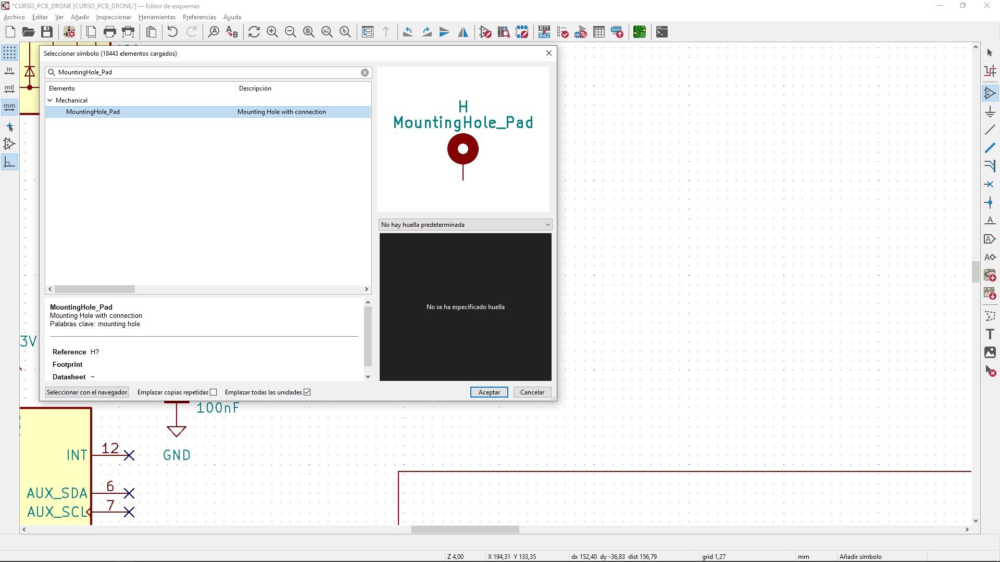 *CURSO_PCB_DRONE [CURSO_PCB_DRONE/] — Editor de esquemas
Archivo Editar Ver Añadir Inspeccionar Herramientas Preferencias Ayuda
R??
R42
bom
in
mil
mm
Seleccionar símbolo (18443 elementos cargados)
MountingHole_Pad
Elemento Descripción
Mechanical
MountingHole_Pad Mounting Hole with connection
H
MountingHole_Pad
No hay huella predeterminada
No se ha especificado huella
MountingHole_Pad
Mounting Hole with connection
Palabras clave: mounting hole
Reference H?
Footprint
Datasheet ~
Seleccionar con el navegador Emplazar copias repetidas Emplazar todas las unidades Aceptar Cancelar
3V
100nF
GND
INT 12
AUX_SDA 6
AUX_SCL 7
Z 4,00 X 194,31 Y 133,35 dx 152,40 dy -36,83 dist 156,79 grid 1,27 mm Añadir símbolo